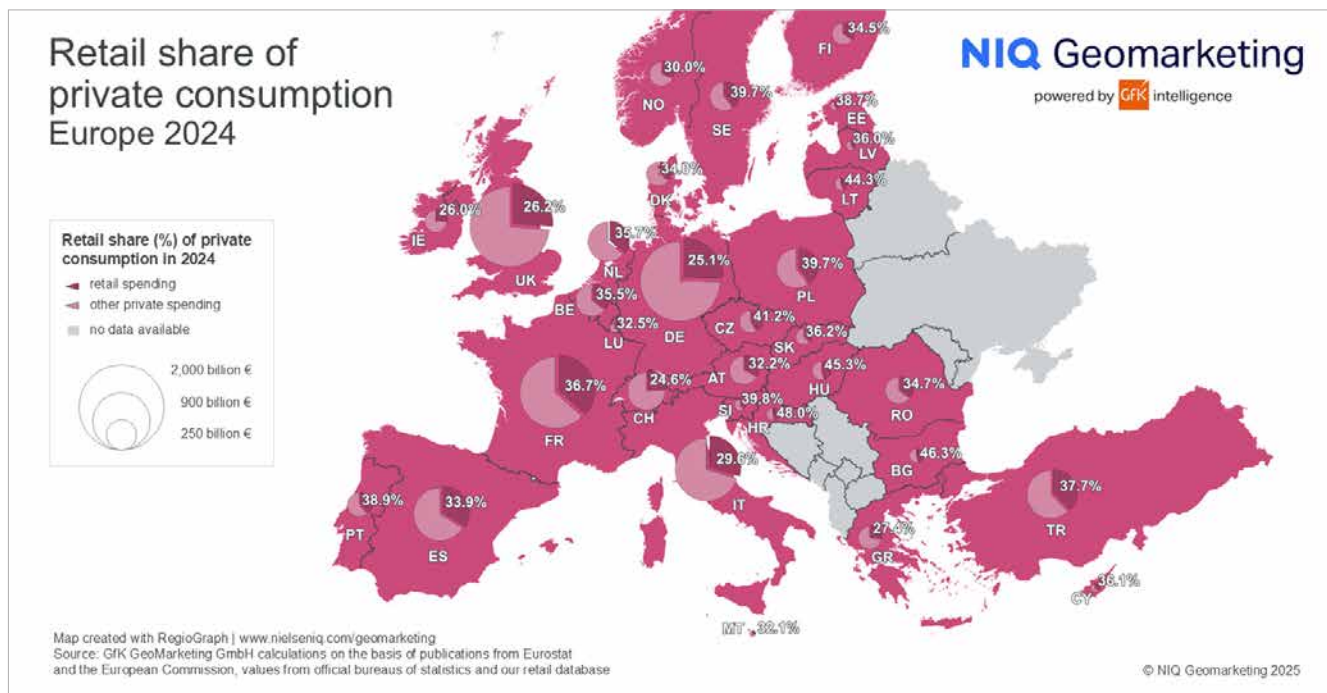 Retail share of
private consumption
Europe 2024
NIQ Geomarketing
powered by GfK intelligence
Retail share (%) of private
consumption in 2024
retail spending
other private spending
no data available
2,000 billion €
900 billion €
250 billion €
34.5%
FI
30.0%
NO
39.7%
SE
38.7%
EE
36.0%
LV
44.3%
LT
34.0%
DK
26.0%
IE
26.2%
UK
35.7%
NL
25.1%
DE
39.7%
PL
35.5%
BE
32.5%
LU
41.2%
CZ
36.2%
SK
36.7%
FR
24.6%
CH
32.2%
AT
45.3%
HU
34.7%
RO
39.8%
SI
48.0%
HR
29.6%
IT
46.3%
BG
38.9%
PT
33.9%
ES
37.7%
TR
27.4%
GR
36.1%
CY
MT 32.1%
Map created with RegioGraph | www.nielseniq.com/geomarketing
Source: GfK GeoMarketing GmbH calculations on the basis of publications from Eurostat
and the European Commission, values from official bureaus of statistics and our retail database
© NIQ Geomarketing 2025